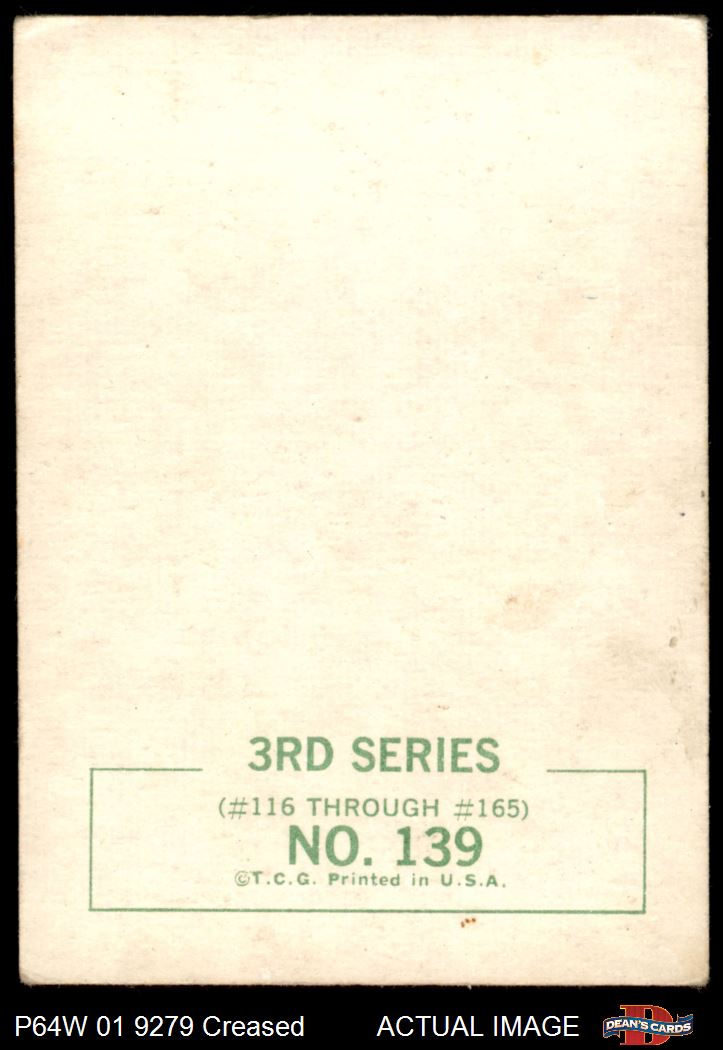 3RD SERIES
(#116 THROUGH #165)
NO. 139
©T.C.G. Printed in U.S.A.
P64W 01 9279 Creased ACTUAL IMAGE
DEAN'S CARDS